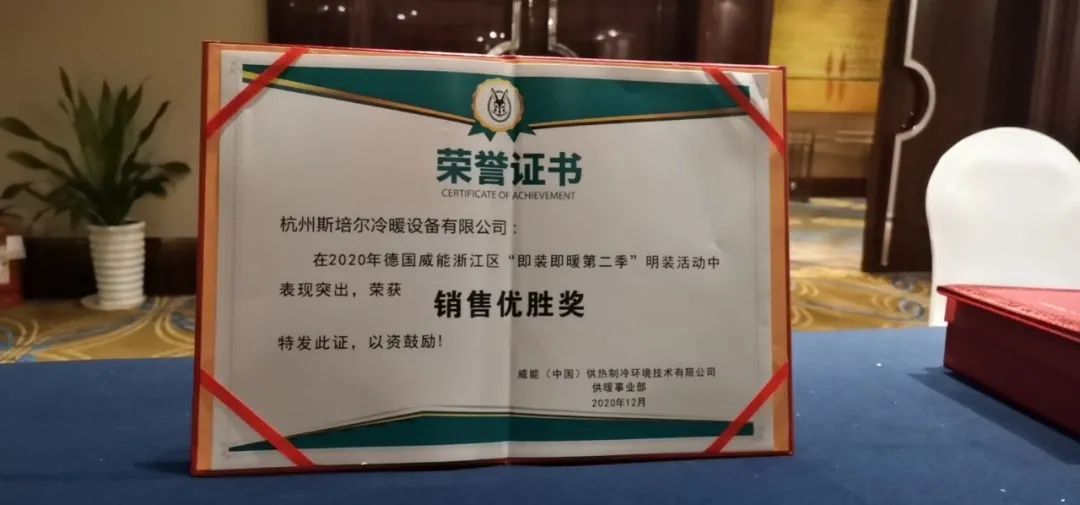 荣誉证书
CERTIFICATE OF ACHIEVEMENT
杭州斯培尔冷暖设备有限公司：
在2020年德国威能浙江区“即装即暖第二季”明装活动中
表现突出，荣获 销售优胜奖
特发此证，以资鼓励！
威能（中国）供热制冷环境技术有限公司
供暖事业部
2020年12月